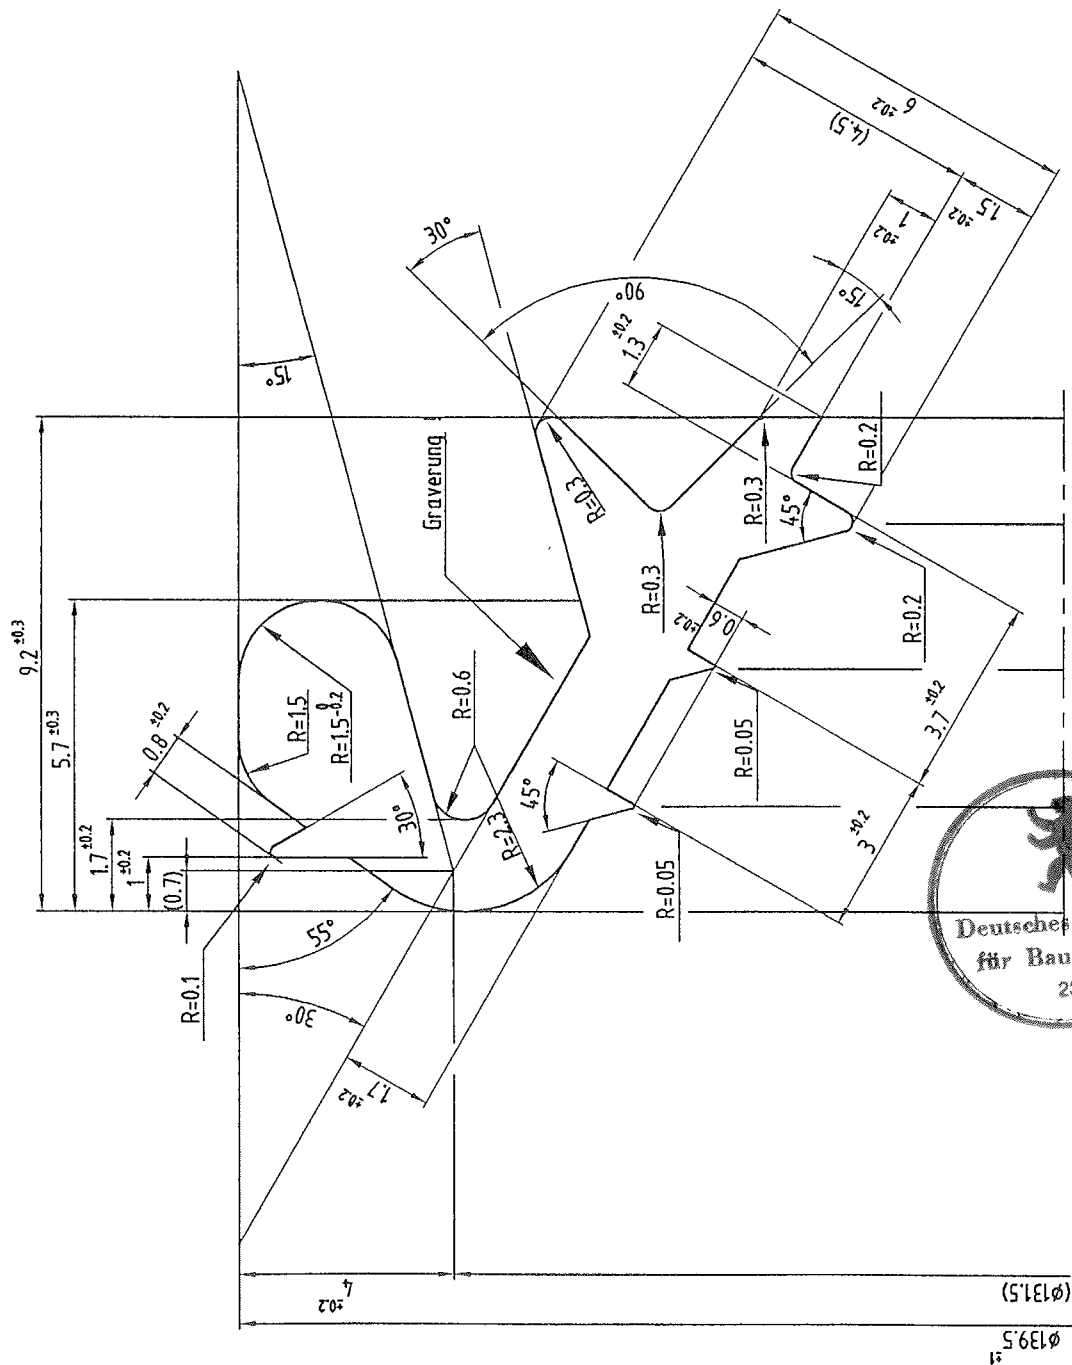 9.2 ±0.3
5.7 ±0.3
1.7 ±0.2
1 ±0.2
(0.7)
0.8 ±0.2
R=0.1
55°
30°
1.7 ±0.2
4 ±0.2
15°
R=1.5
R=1.5 0 -0.2
30°
R=0.6
R=2.3
45°
Graverung
30°
90°
R=0.3
R=0.3
R=0.3
1.3 ±0.2
15°
1 ±0.2
1.5 ±0.2
(4.5)
6 ±0.2
R=0.2
45°
R=0.2
0.6 ±0.2
R=0.05
R=0.05
3.7 ±0.2
3 ±0.2
Deutsches
für Bau
(Ø131.5)
Ø139.5 ±1